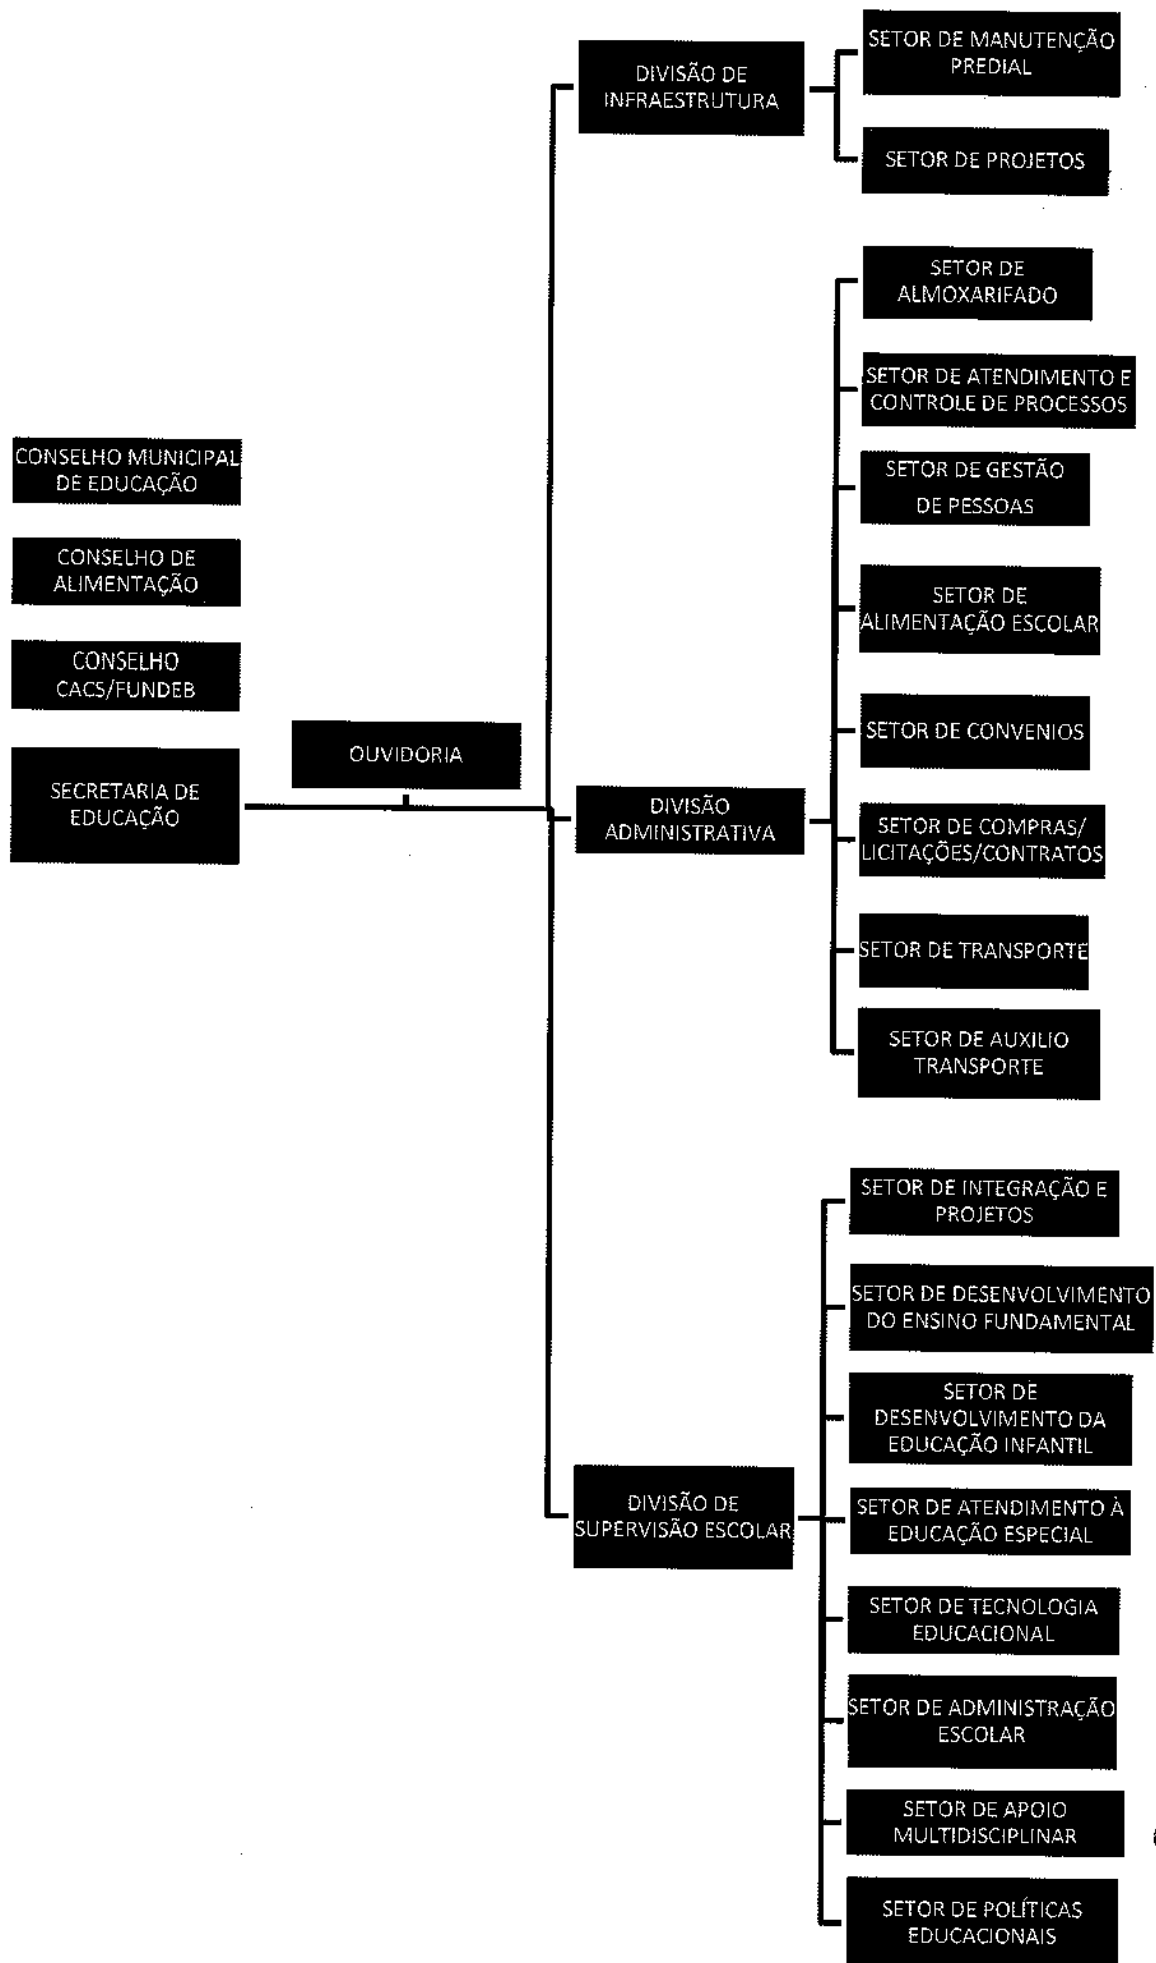 DIVISÃO DE
INFRAESTRUTURA
SETOR DE MANUTENÇÃO
PREDIAL
SETOR DE PROJETOS
SETOR DE
ALMOXARIFADO
SETOR DE ATENDIMENTO E
CONTROLE DE PROCESSOS
SETOR DE GESTÃO
DE PESSOAS
SETOR DE
ALIMENTAÇÃO ESCOLAR
SETOR DE CONVENIOS
SETOR DE COMPRAS/
LICITAÇÕES/CONTRATOS
SETOR DE TRANSPORTE
SETOR DE AUXILIO
TRANSPORTE
CONSELHO MUNICIPAL
DE EDUCAÇÃO
CONSELHO DE
ALIMENTAÇÃO
CONSELHO
CACS/FUNDEB
SECRETARIA DE
EDUCAÇÃO
OUVIDORIA
DIVISÃO
ADMINISTRATIVA
DIVISÃO DE
SUPERVISÃO ESCOLAR
SETOR DE INTEGRAÇÃO E
PROJETOS
SETOR DE DESENVOLVIMENTO
DO ENSINO FUNDAMENTAL
SETOR DE
DESENVOLVIMENTO DA
EDUCAÇÃO INFANTIL
SETOR DE ATENDIMENTO À
EDUCAÇÃO ESPECIAL
SETOR DE TECNOLOGIA
EDUCACIONAL
SETOR DE ADMINISTRAÇÃO
ESCOLAR
SETOR DE APOIO
MULTIDISCIPLINAR
SETOR DE POLÍTICAS
EDUCACIONAIS